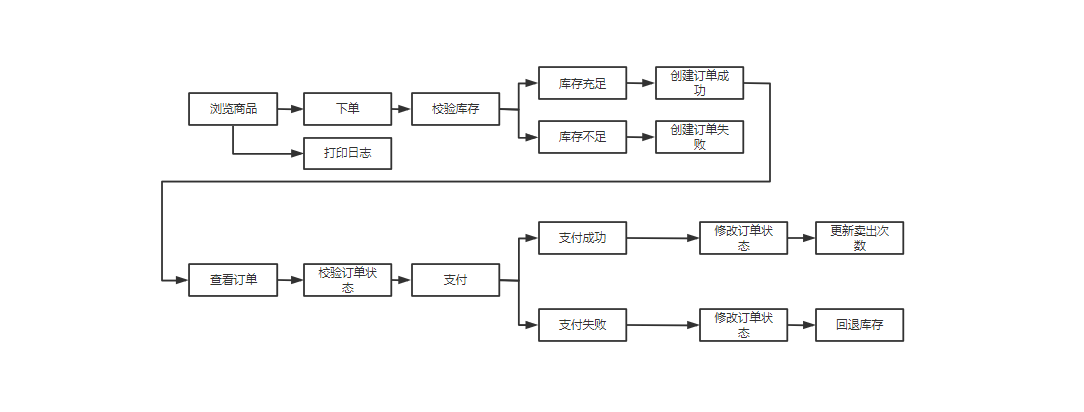 浏览商品
下单
校验库存
库存充足
创建订单成
功
库存不足
创建订单失
败
打印日志
查看订单
校验订单状
态
支付
支付成功
修改订单状
态
更新卖出次
数
支付失败
修改订单状
态
回退库存